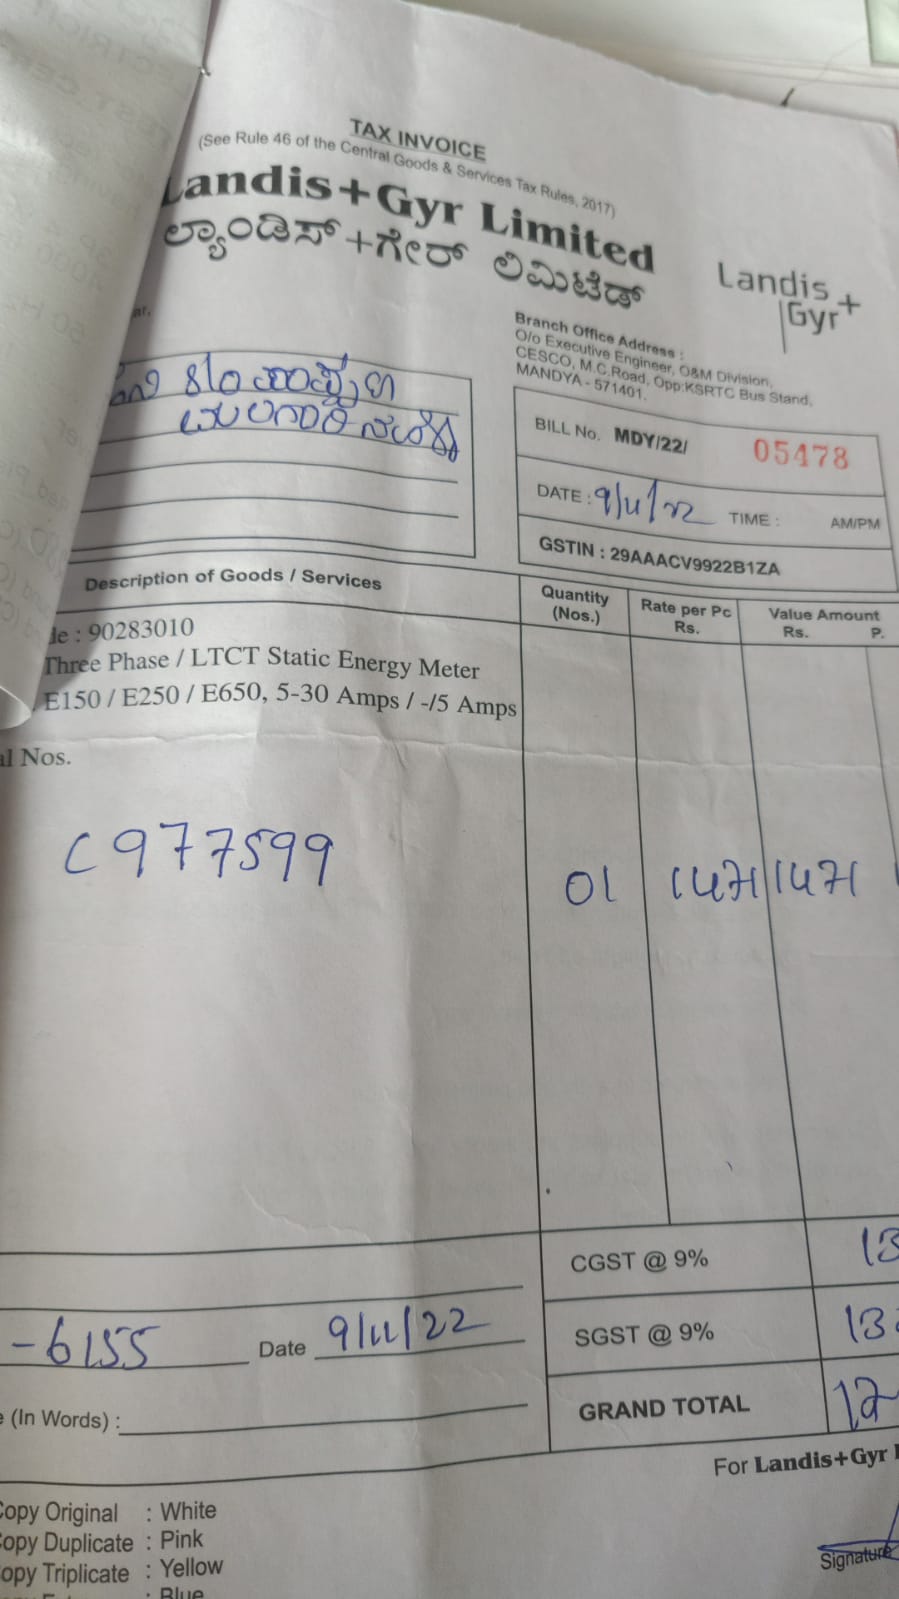 TAX INVOICE
(See Rule 46 of the Central Goods & Services Tax Rules, 2017)
Landis+Gyr Limited
ಲ್ಯಾಂಡಿಸ್+ಗೇರ್ ಲಿಮಿಟೆಡ್
Landis
Gyr+
Branch Office Address :
O/o Executive Engineer, O&M Division,
CESCO, M.C.Road, Opp:KSRTC Bus Stand,
MANDYA - 571401.
BILL No. MDY/22/ 05478
DATE : 9/11/22 TIME : AM/PM
GSTIN : 29AAACV9922B1ZA
Description of Goods / Services
Quantity (Nos.)
Rate per Pc Rs.
Value Amount
Rs. P.
de : 90283010
Three Phase / LTCT Static Energy Meter
E150 / E250 / E650, 5-30 Amps / -/5 Amps
al Nos.
C977599 01 1471 1471
CGST @ 9% 13
SGST @ 9% 13
-6155 Date 9/11/22
GRAND TOTAL
e (In Words) :
For Landis+Gyr
Copy Original : White
Copy Duplicate : Pink
Copy Triplicate : Yellow
: Blue
Signature